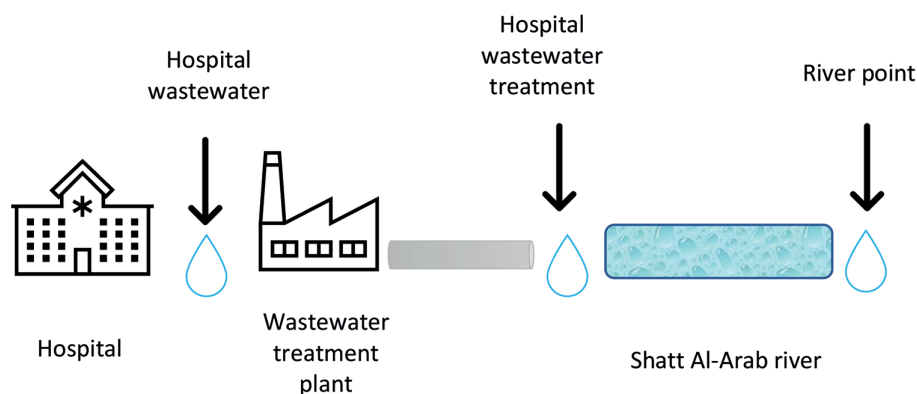 Hospital
wastewater
Hospital
wastewater
treatment
River point
Hospital
Wastewater
treatment
plant
Shatt Al-Arab river